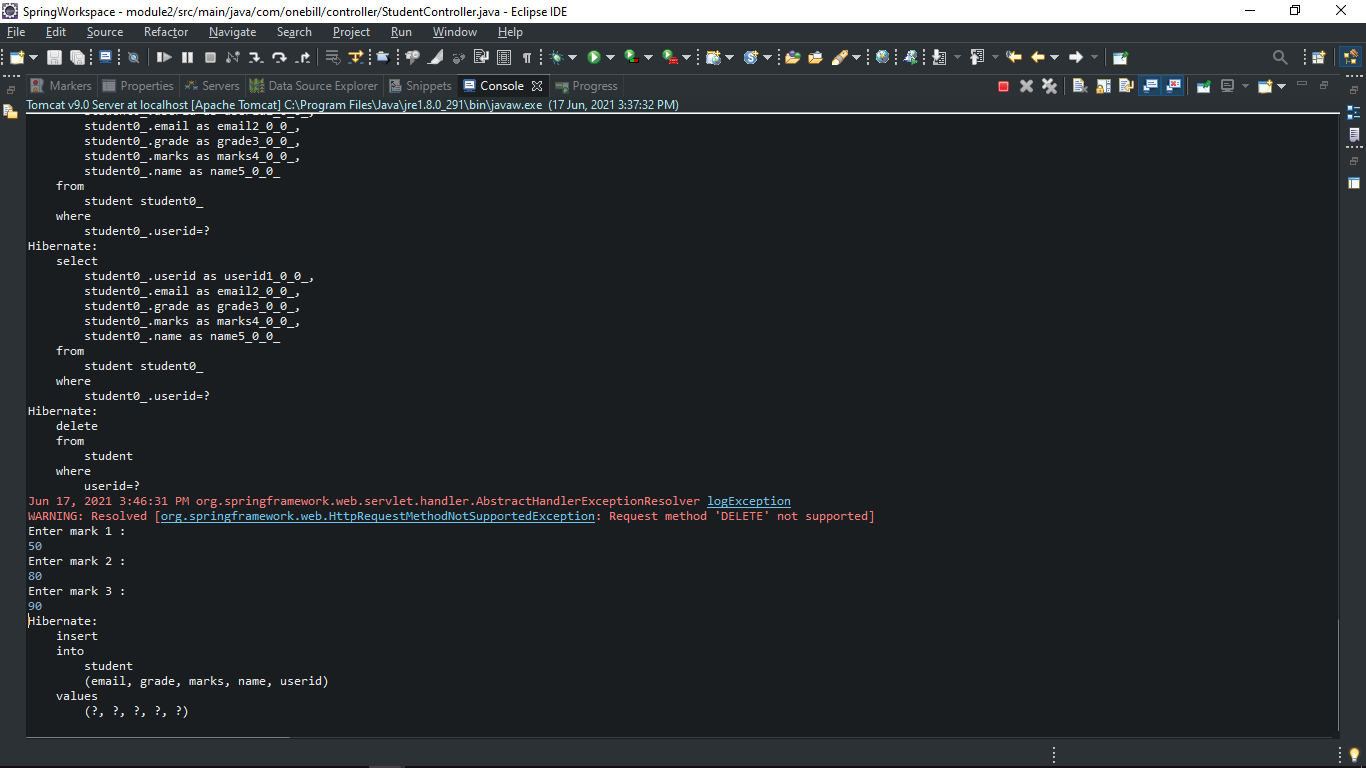 SpringWorkspace - module2/src/main/java/com/onebill/controller/StudentController.java - Eclipse IDE
File Edit Source Refactor Navigate Search Project Run Window Help
Markers Properties Servers Data Source Explorer Snippets Console Progress
Tomcat v9.0 Server at localhost [Apache Tomcat] C:\Program Files\Java\jre1.8.0_291\bin\javaw.exe (17 Jun, 2021 3:37:32 PM)
student0_.email as email2_0_0_,
student0_.grade as grade3_0_0_,
student0_.marks as marks4_0_0_,
student0_.name as name5_0_0_
from
student student0_
where
student0_.userid=?
Hibernate:
select
student0_.userid as userid1_0_0_,
student0_.email as email2_0_0_,
student0_.grade as grade3_0_0_,
student0_.marks as marks4_0_0_,
student0_.name as name5_0_0_
from
student student0_
where
student0_.userid=?
Hibernate:
delete
from
student
where
userid=?
Jun 17, 2021 3:46:31 PM org.springframework.web.servlet.handler.AbstractHandlerExceptionResolver logException
WARNING: Resolved [org.springframework.web.HttpRequestMethodNotSupportedException: Request method 'DELETE' not supported]
Enter mark 1 :
50
Enter mark 2 :
80
Enter mark 3 :
90
Hibernate:
insert
into
student
(email, grade, marks, name, userid)
values
(?, ?, ?, ?, ?)